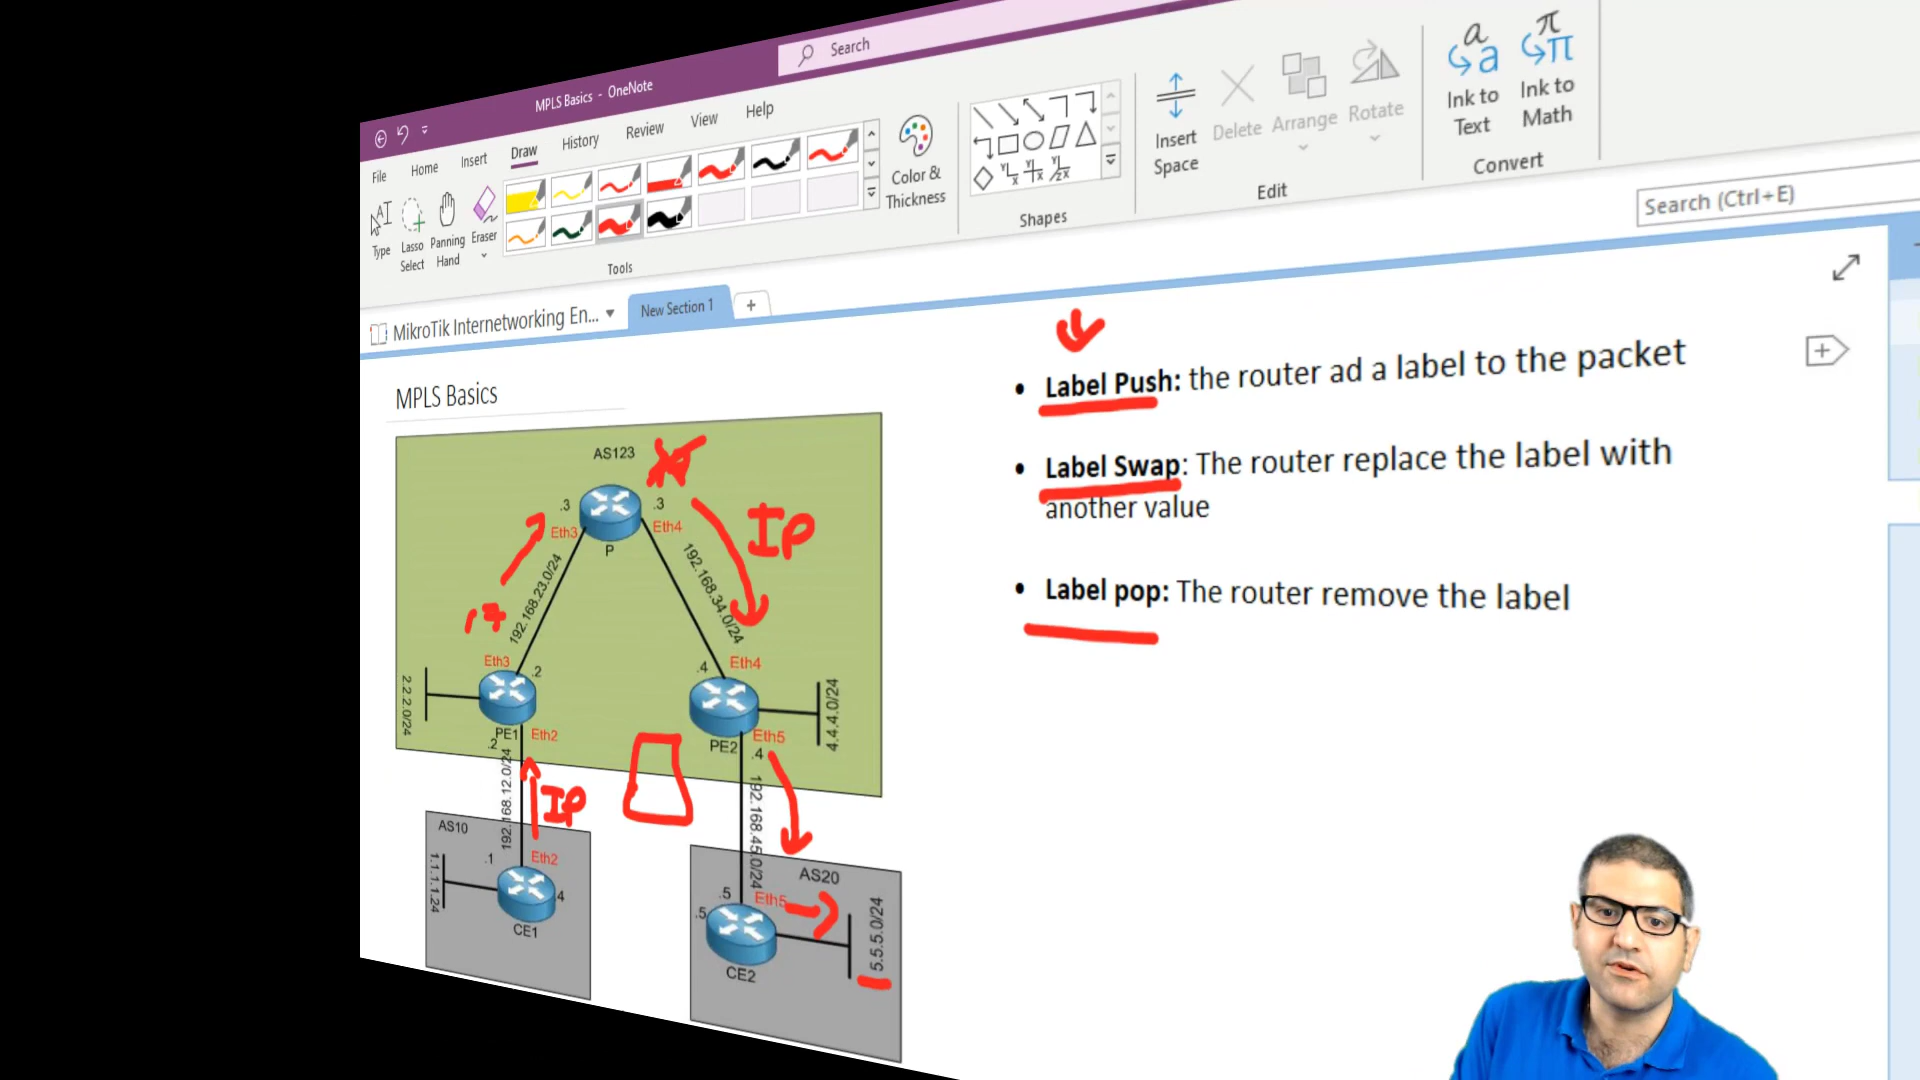 Search
MPLS Basics - OneNote
File
Home
Insert
Draw
History
Review
View
Help
Type
Lasso Select
Panning Hand
Eraser
Tools
Color & Thickness
Shapes
Insert Space
Delete
Arrange
Rotate
Edit
Ink to Text
Ink to Math
Convert
Search (Ctrl+E)
MikroTik Internetworking En...
New Section 1
MPLS Basics
AS123
.3
.3
Eth3
Eth4
P
IP
192.168.23.0/24
192.168.34.0/24
17
Eth3
.2
.4
Eth4
2.2.2.0/24
4.4.4.0/24
PE1
Eth2
.2
PE2
Eth5
.4
192.168.12.0/24
IP
192.168.45.0/24
AS10
.1
Eth2
1.1.1.1.24
4
CE1
AS20
.5
Eth5
.5
5.5.5.0/24
CE2
• Label Push: the router ad a label to the packet
• Label Swap: The router replace the label with
another value
• Label pop: The router remove the label